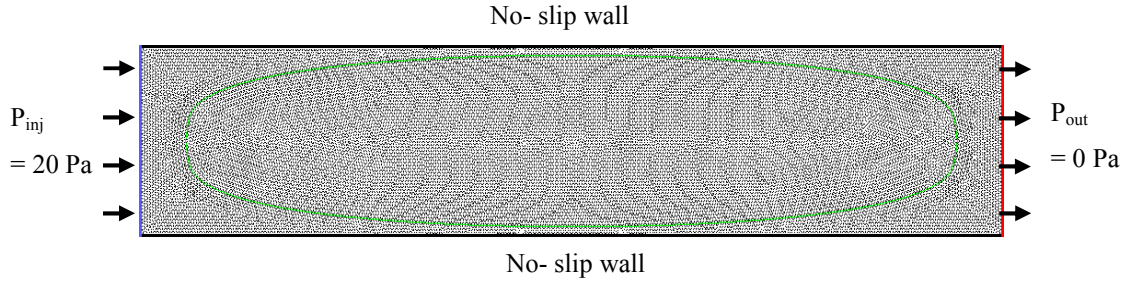 No- slip wall
P_inj
= 20 Pa
P_out
= 0 Pa
No- slip wall